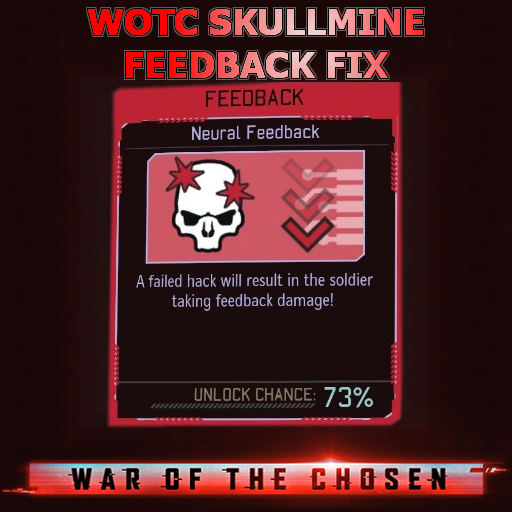 WOTC SKULLMINE
FEEDBACK FIX
FEEDBACK
Neural Feedback
A failed hack will result in the soldier
taking feedback damage!
UNLOCK CHANCE: 73%
WAR OF THE CHOSEN